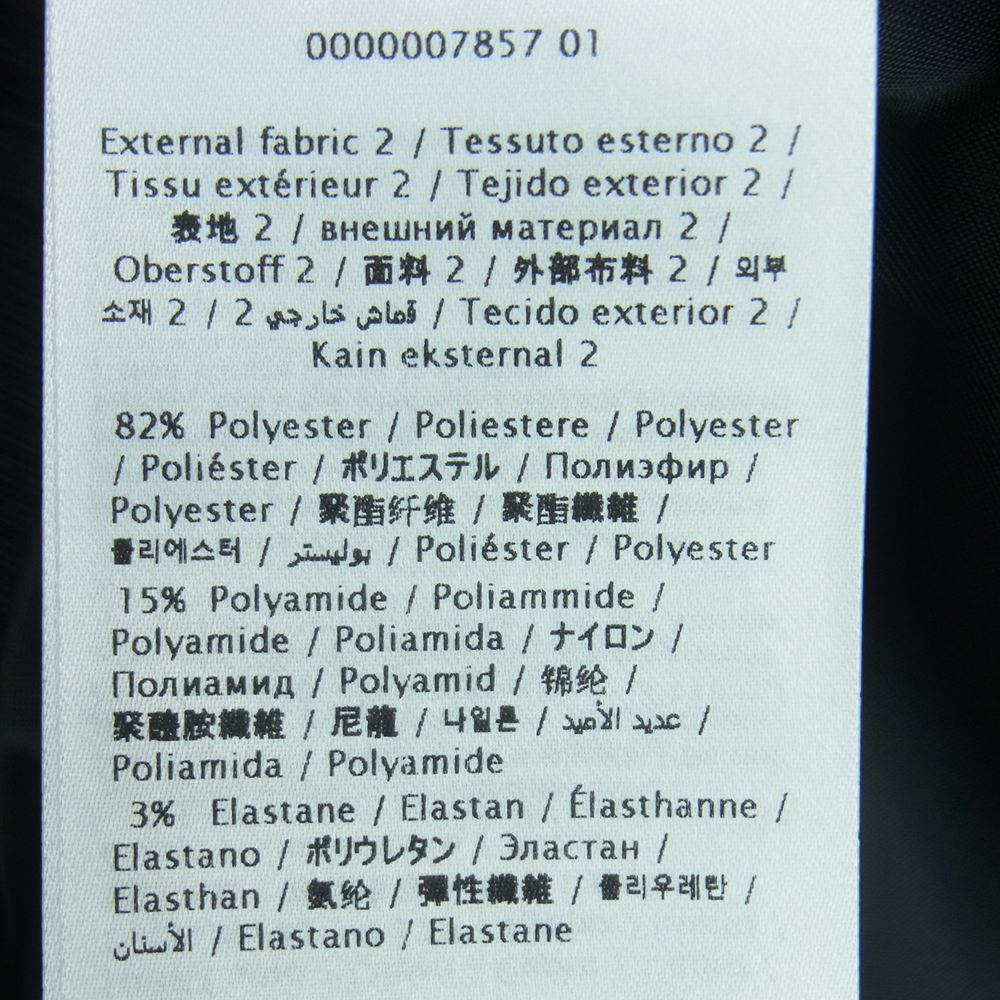 0000007857 01
External fabric 2 / Tessuto esterno 2 /
Tissu extérieur 2 / Tejido exterior 2 /
表地 2 / внешний материал 2 /
Oberstoff 2 / 面料 2 / 外部布料 2 / 외부
소재 2 / 2 قماش خارجي / Tecido exterior 2 /
Kain eksternal 2
82% Polyester / Poliestere / Polyester
/ Poliéster / ポリエステル / Полиэфир /
Polyester / 聚酯纤维 / 聚酯纖維 /
폴리에스터 / بوليستر / Poliéster / Polyester
15% Polyamide / Poliammide /
Polyamide / Poliamida / ナイロン /
Полиамид / Polyamid / 锦纶 /
聚醯胺纖維 / 尼龍 / 나일론 / عديد الأميد /
Poliamida / Polyamide
3% Elastane / Elastan / Élasthanne /
Elastano / ポリウレタン / Эластан /
Elasthan / 氨纶 / 彈性纖維 / 폴리우레탄 /
الأستان / Elastano / Elastane